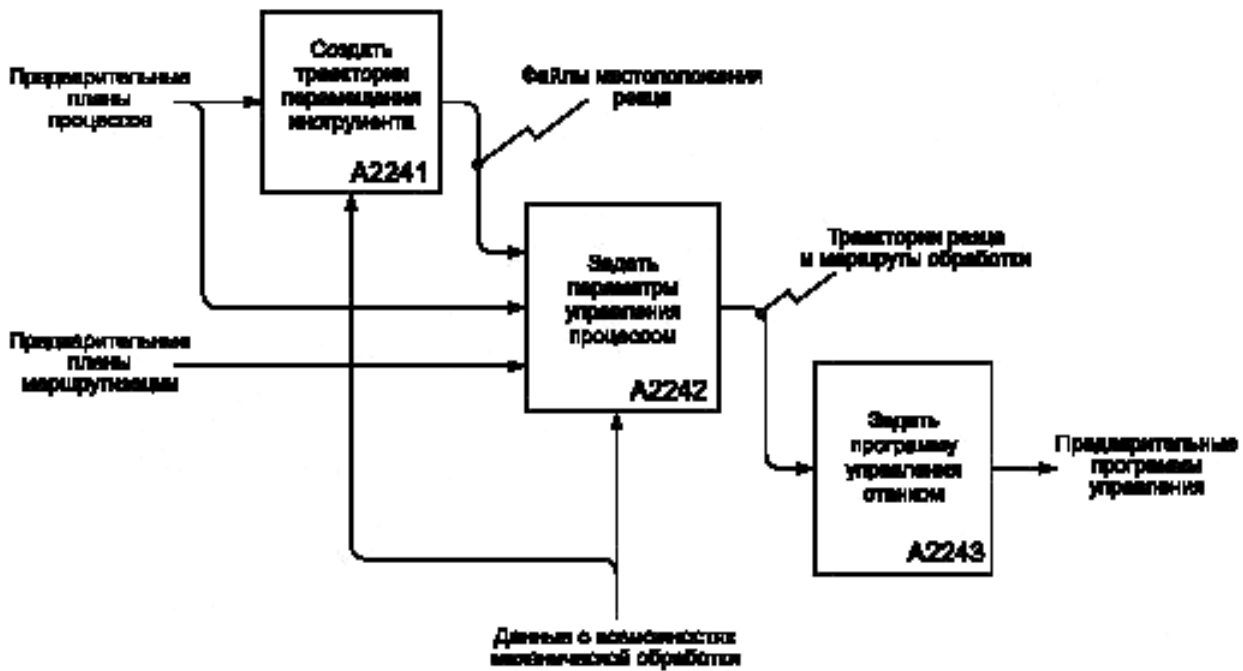 Создать
траектории
перемещения
инструмента
A2241
Предварительные
планы
процессов
Файлы местоположения
резца
Задать
параметры
управления
процессом
A2242
Траектории резца
и маршруты обработки
Предварительные
планы
маршрутизации
Задать
программу
управления
станком
A2243
Предварительные
программы
управления
Данные о возможностях
механической обработки